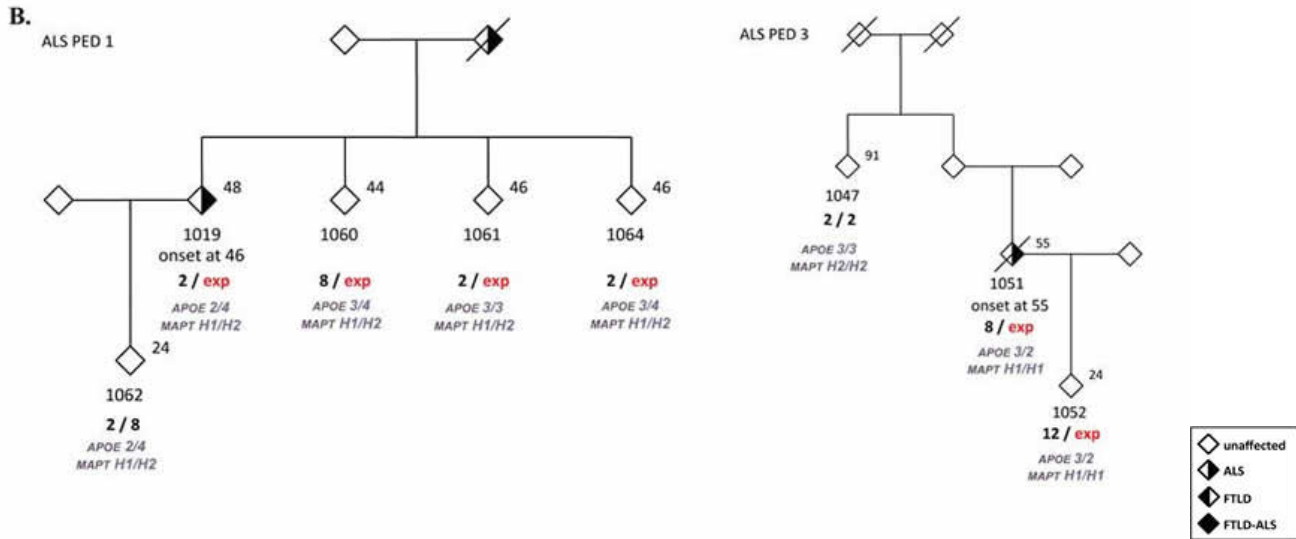 B.
ALS PED 1
48
44
46
46
1019
onset at 46
2 / exp
APOE 2/4
MAPT H1/H2
1060
8 / exp
APOE 3/4
MAPT H1/H2
1061
2 / exp
APOE 3/3
MAPT H1/H2
1064
2 / exp
APOE 3/4
MAPT H1/H2
24
1062
2 / 8
APOE 2/4
MAPT H1/H2
ALS PED 3
91
1047
2 / 2
APOE 3/3
MAPT H2/H2
55
1051
onset at 55
8 / exp
APOE 3/2
MAPT H1/H1
24
1052
12 / exp
APOE 3/2
MAPT H1/H1
unaffected
ALS
FTLD
FTLD-ALS